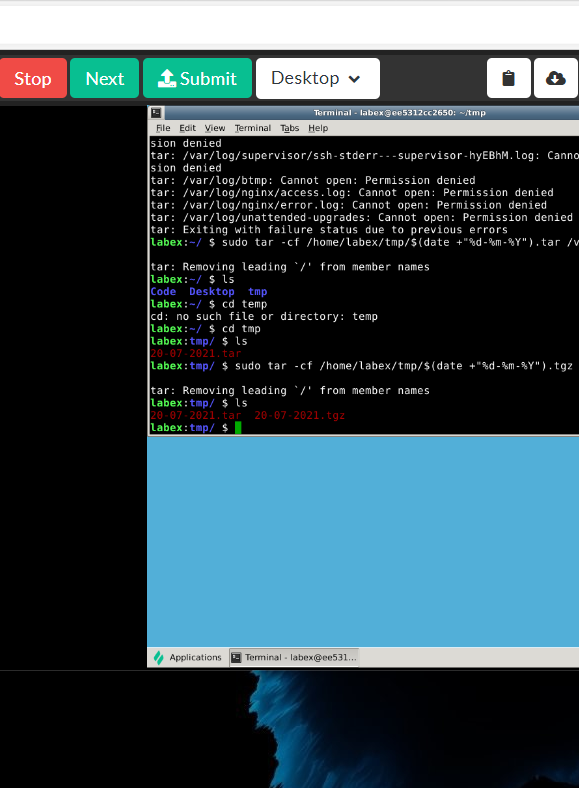 Stop
Next
Submit
Desktop
Terminal - labex@ee5312cc2650: ~/tmp
File Edit View Terminal Tabs Help
sion denied
tar: /var/log/supervisor/ssh-stderr---supervisor-hyEBhM.log: Canno
sion denied
tar: /var/log/btmp: Cannot open: Permission denied
tar: /var/log/nginx/access.log: Cannot open: Permission denied
tar: /var/log/nginx/error.log: Cannot open: Permission denied
tar: /var/log/unattended-upgrades: Cannot open: Permission denied
tar: Exiting with failure status due to previous errors
labex:~/ $ sudo tar -cf /home/labex/tmp/$(date +"%d-%m-%Y").tar /v
tar: Removing leading `/' from member names
labex:~/ $ ls
Code Desktop tmp
labex:~/ $ cd temp
cd: no such file or directory: temp
labex:~/ $ cd tmp
labex:tmp/ $ ls
20-07-2021.tar
labex:tmp/ $ sudo tar -cf /home/labex/tmp/$(date +"%d-%m-%Y").tgz
tar: Removing leading `/' from member names
labex:tmp/ $ ls
20-07-2021.tar 20-07-2021.tgz
labex:tmp/ $
Applications
Terminal - labex@ee531...